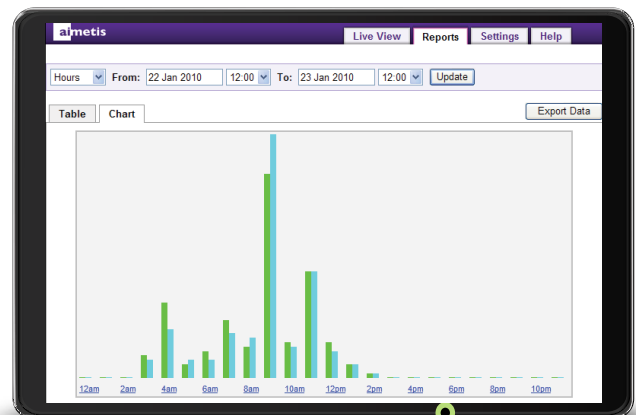 aimetis
Live View Reports Settings Help
Hours From: 22 Jan 2010 12:00 To: 23 Jan 2010 12:00 Update
Table Chart Export Data
12am 2am 4am 6am 8am 10am 12pm 2pm 4pm 6pm 8pm 10pm